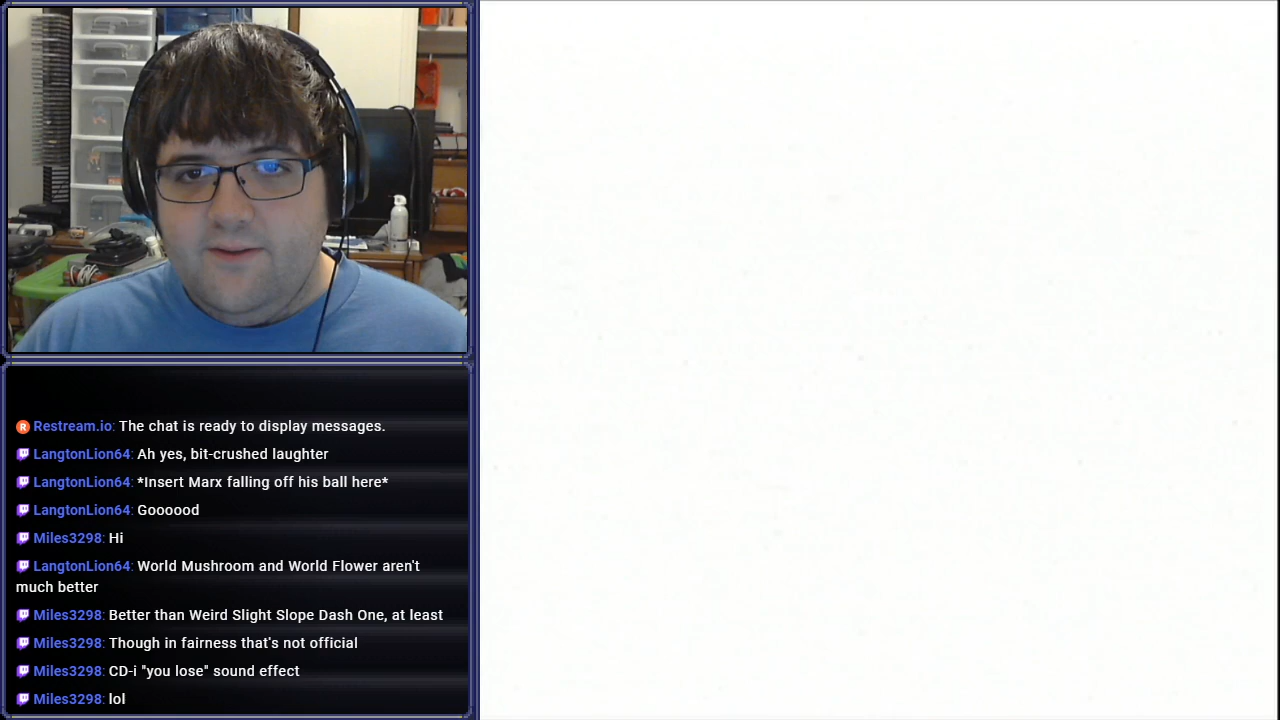 Restream.io: The chat is ready to display messages.
LangtonLion64: Ah yes, bit-crushed laughter
LangtonLion64: *Insert Marx falling off his ball here*
LangtonLion64: Goooood
Miles3298: Hi
LangtonLion64: World Mushroom and World Flower aren't
much better
Miles3298: Better than Weird Slight Slope Dash One, at least
Miles3298: Though in fairness that's not official
Miles3298: CD-i "you lose" sound effect
Miles3298: lol